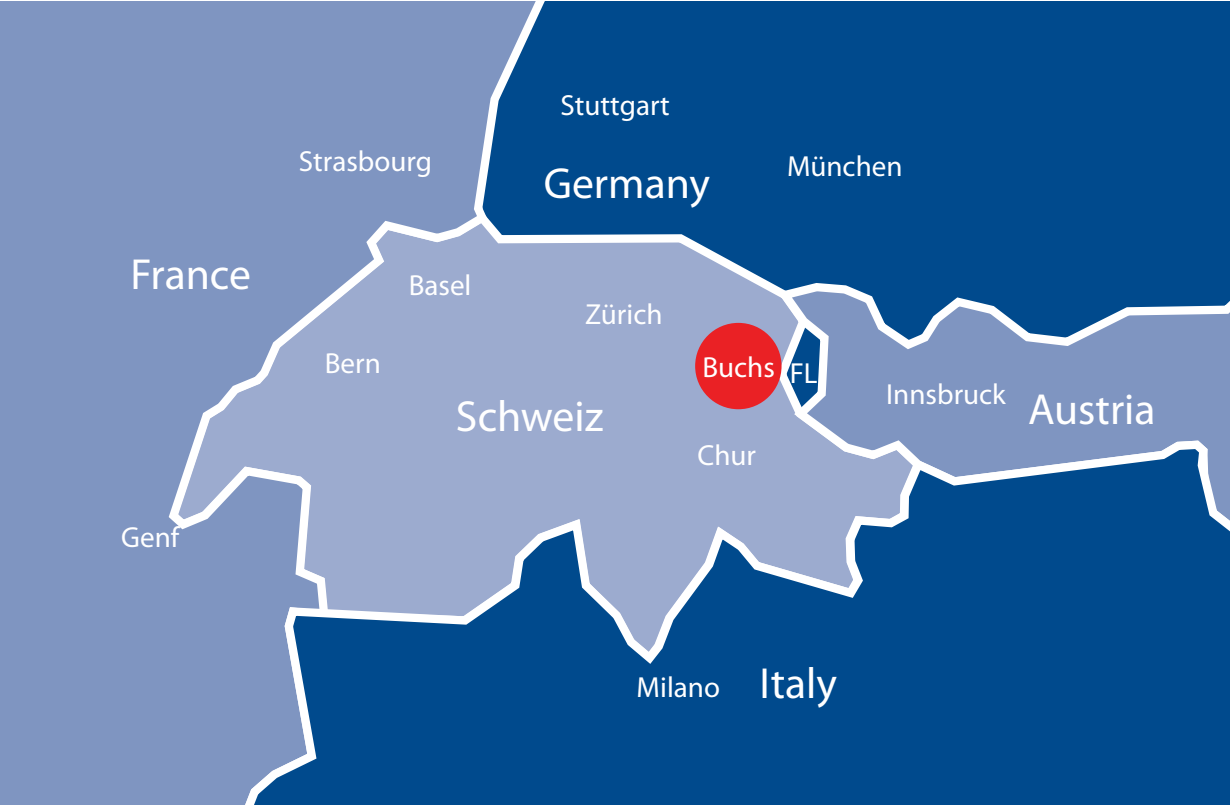 Stuttgart
Strasbourg
München
Germany
France
Basel
Zürich
Bern
Buchs
FL
Innsbruck
Austria
Schweiz
Chur
Genf
Milano
Italy